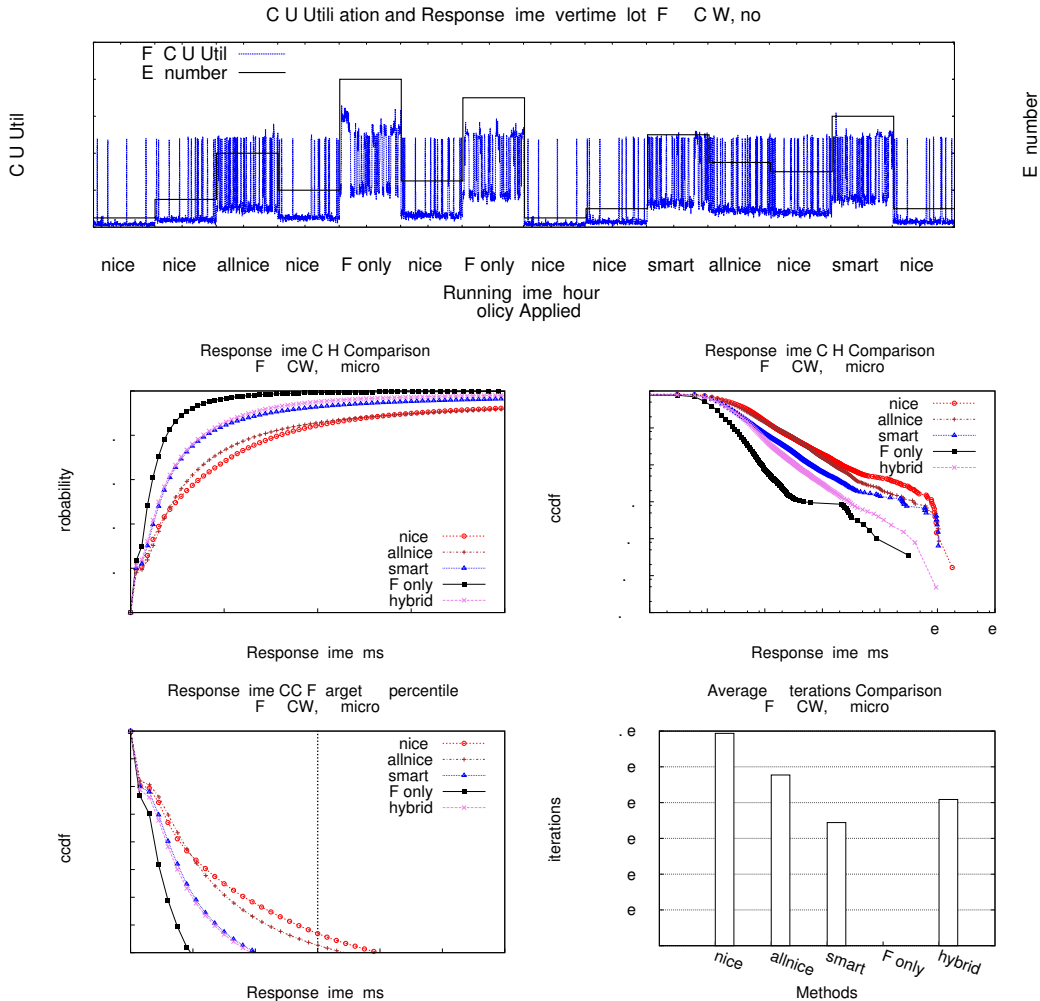 C U Utili ation and Response ime vertime lot F C W, no
F C U Util
E number
C U Util
E number
nice nice allnice nice F only nice F only nice nice smart allnice nice smart nice
Running ime hour
olicy Applied
Response ime C H Comparison
F CW, micro
robability
nice
allnice
smart
F only
hybrid
Response ime ms
Response ime C H Comparison
F CW, micro
ccdf
nice
allnice
smart
F only
hybrid
e e
Response ime ms
Response ime CC F arget percentile
F CW, micro
ccdf
nice
allnice
smart
F only
hybrid
Response ime ms
Average terations Comparison
F CW, micro
iterations
. e
e
e
e
e
e
nice allnice smart F only hybrid
Methods